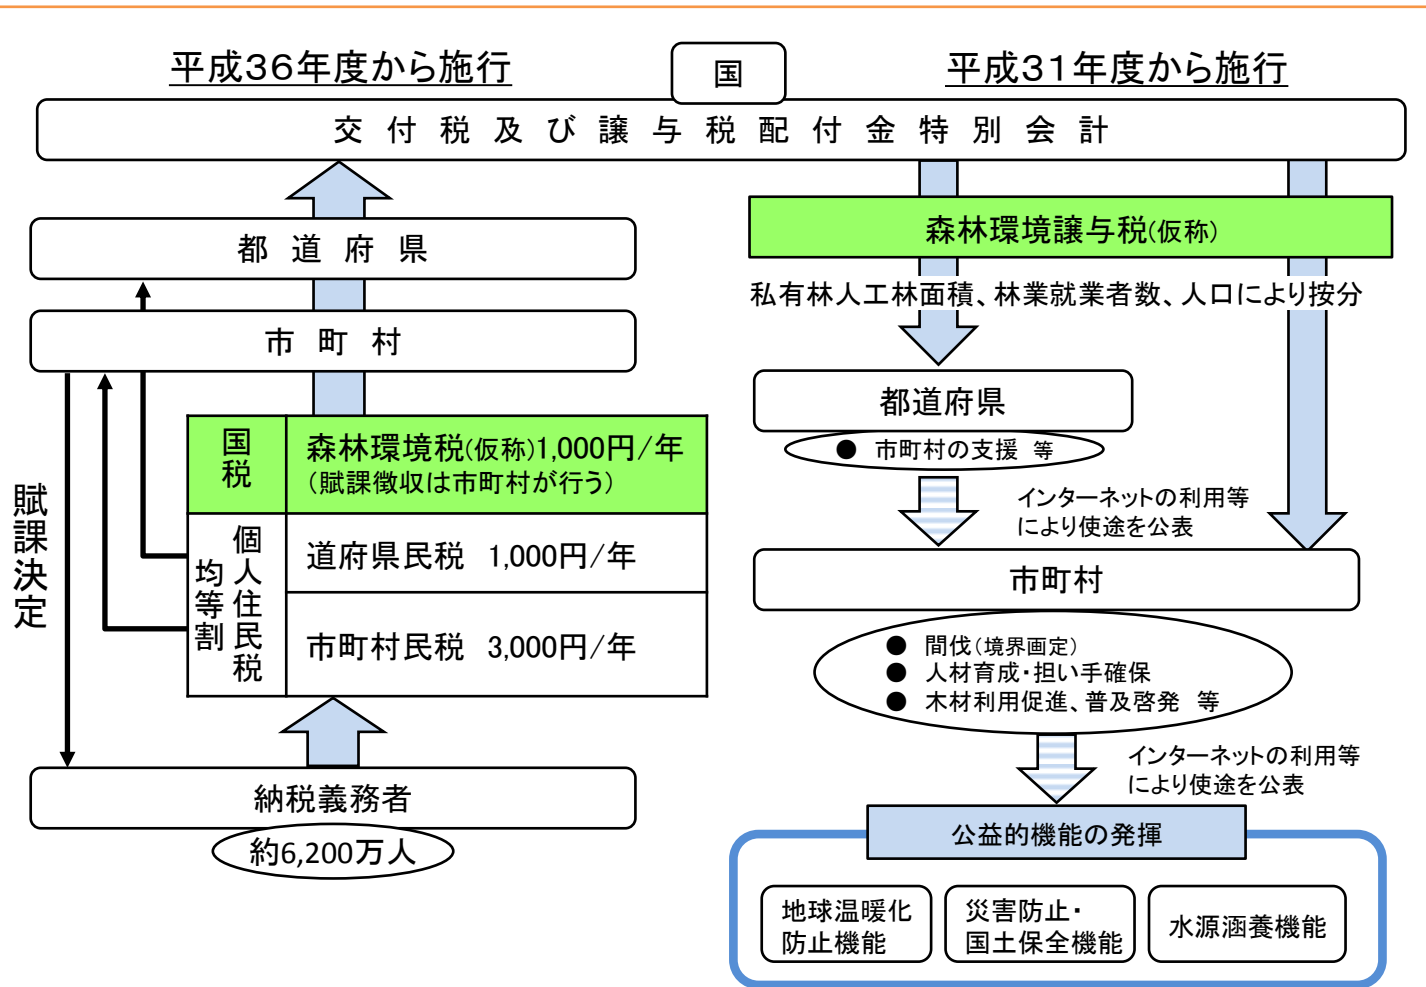 平成36年度から施行
国
平成31年度から施行
交付税及び譲与税配付金特別会計
都道府県
市町村
賦課決定
国税
森林環境税(仮称)1,000円/年
(賦課徴収は市町村が行う)
個人住民税
均等割
道府県民税 1,000円/年
市町村民税 3,000円/年
納税義務者
約6,200万人
森林環境譲与税(仮称)
私有林人工林面積、林業就業者数、人口により按分
都道府県
● 市町村の支援 等
インターネットの利用等
により使途を公表
市町村
● 間伐(境界画定)
● 人材育成・担い手確保
● 木材利用促進、普及啓発 等
インターネットの利用等
により使途を公表
公益的機能の発揮
地球温暖化
防止機能
災害防止・
国土保全機能
水源涵養機能